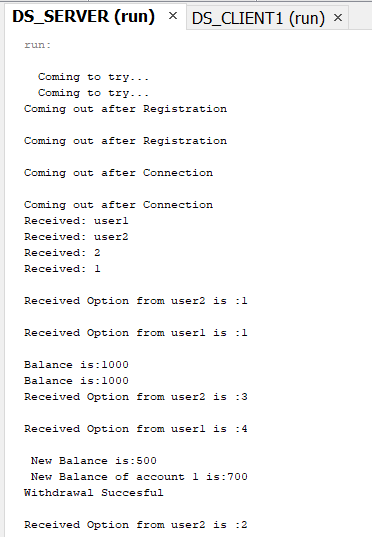 DS_SERVER (run) × DS_CLIENT1 (run) ×
run:
Coming to try...
Coming to try...
Coming out after Registration
Coming out after Registration
Coming out after Connection
Coming out after Connection
Received: user1
Received: user2
Received: 2
Received: 1
Received Option from user2 is :1
Received Option from user1 is :1
Balance is:1000
Balance is:1000
Received Option from user2 is :3
Received Option from user1 is :4
New Balance is:500
New Balance of account 1 is:700
Withdrawal Succesful
Received Option from user2 is :2